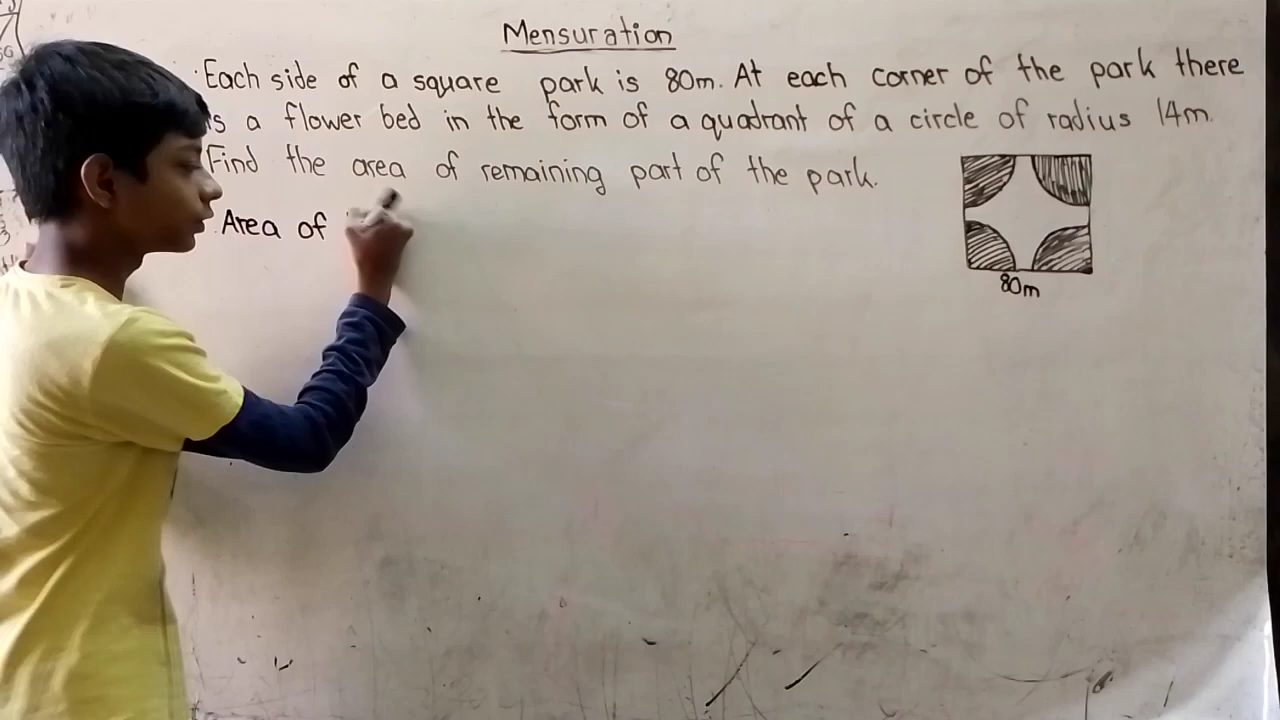 Mensuration
Each side of a square park is 80m. At each corner of the park there
is a flower bed in the form of a quadrant of a circle of radius 14m.
Find the area of remaining part of the park.
Area of
80m